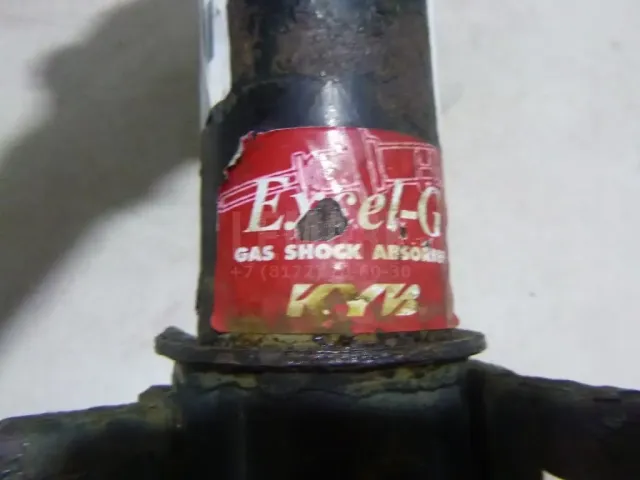 Excel-G
GAS SHOCK ABSORBER
KYB